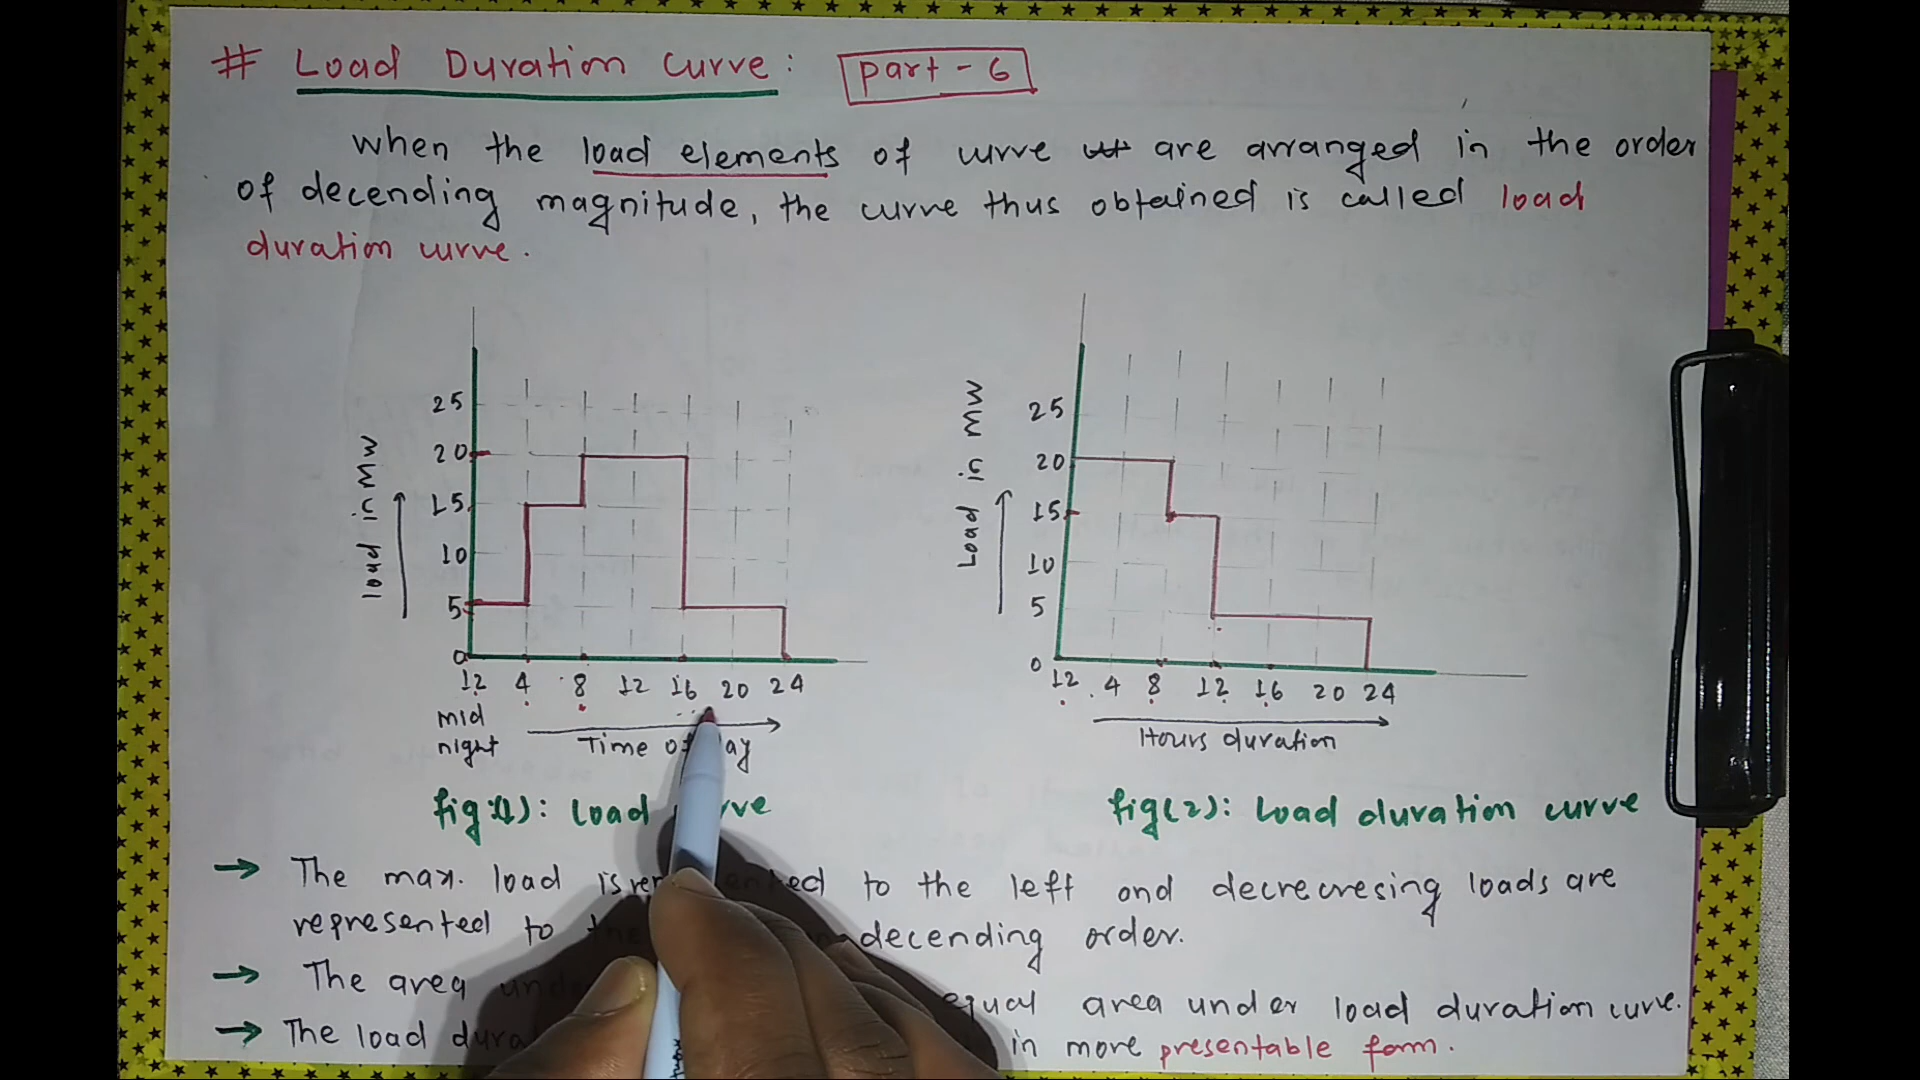 # Load Duration Curve: Part - 6
when the load elements of curve are arranged in the order
of decending magnitude, the curve thus obtained is called load
duration curve.
load in MW
25
20
15
10
5
0
12 4 8 12 16 20 24
mid
night
Time of ay
fig(1): Load ve
Load in MW
25
20
15
10
5
0
12 4 8 12 16 20 24
Hours duration
fig(2): Load duration curve
→ The max. load is to the left and decrecresing loads are
represented to decending order.
→ The area equal area under load duration curve.
→ The load in more presentable form.